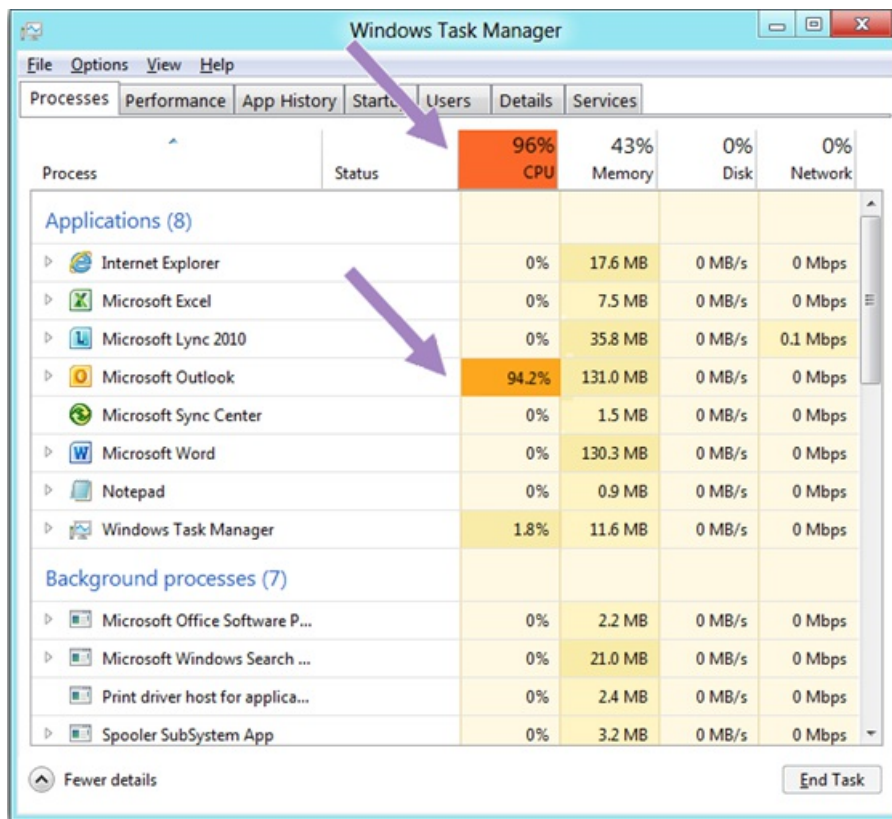 Windows Task Manager
File Options View Help
Processes Performance App History Startup Users Details Services
96% 43% 0% 0%
Process Status CPU Memory Disk Network
Applications (8)
Internet Explorer 0% 17.6 MB 0 MB/s 0 Mbps
Microsoft Excel 0% 7.5 MB 0 MB/s 0 Mbps
Microsoft Lync 2010 0% 35.8 MB 0 MB/s 0.1 Mbps
Microsoft Outlook 94.2% 131.0 MB 0 MB/s 0 Mbps
Microsoft Sync Center 0% 1.5 MB 0 MB/s 0 Mbps
Microsoft Word 0% 130.3 MB 0 MB/s 0 Mbps
Notepad 0% 0.9 MB 0 MB/s 0 Mbps
Windows Task Manager 1.8% 11.6 MB 0 MB/s 0 Mbps
Background processes (7)
Microsoft Office Software P... 0% 2.2 MB 0 MB/s 0 Mbps
Microsoft Windows Search ... 0% 21.0 MB 0 MB/s 0 Mbps
Print driver host for applica... 0% 2.4 MB 0 MB/s 0 Mbps
Spooler SubSystem App 0% 3.2 MB 0 MB/s 0 Mbps
Fewer details End Task